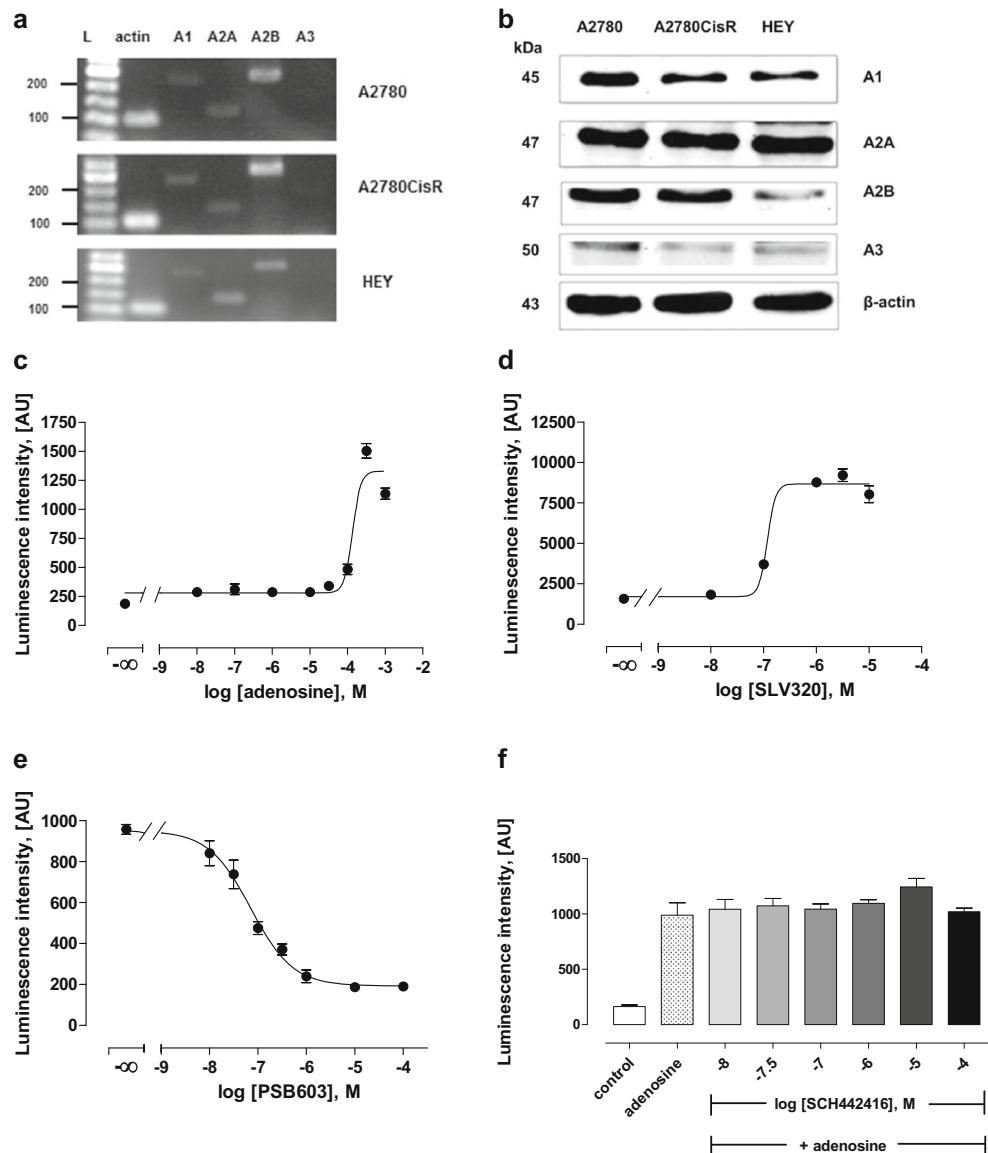 a
L actin A1 A2A A2B A3
200
100
A2780
200
100
A2780CisR
200
100
HEY
b
A2780 A2780CisR HEY
kDa
45 A1
47 A2A
47 A2B
50 A3
43 β-actin
c
Luminescence intensity, [AU]
1750
1500
1250
1000
750
500
250
0
-∞ -9 -8 -7 -6 -5 -4 -3 -2
log [adenosine], M
d
Luminescence intensity, [AU]
12500
10000
7500
5000
2500
0
-∞ -9 -8 -7 -6 -5 -4
log [SLV320], M
e
Luminescence intensity, [AU]
1000
800
600
400
200
0
-∞ -9 -8 -7 -6 -5 -4
log [PSB603], M
f
Luminescence intensity, [AU]
1500
1000
500
0
control adenosine -8 -7.5 -7 -6 -5 -4
log [SCH442416], M
+ adenosine